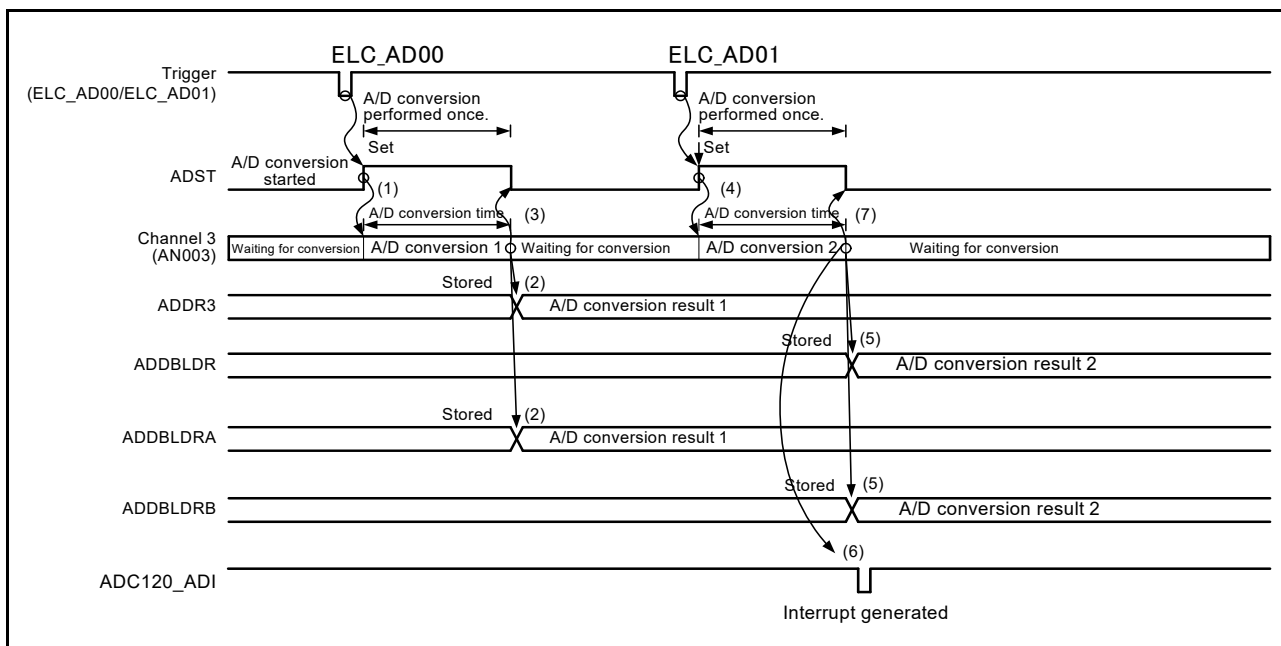 ELC_AD00
ELC_AD01
Trigger
(ELC_AD00/ELC_AD01)
A/D conversion
performed once.
A/D conversion
performed once.
Set
Set
ADST
A/D conversion
started
(1)
(4)
A/D conversion time
(3)
A/D conversion time
(7)
Channel 3
(AN003)
Waiting for conversion
A/D conversion 1
Waiting for conversion
A/D conversion 2
Waiting for conversion
Stored
(2)
ADDR3
A/D conversion result 1
Stored
(5)
ADDBLDR
A/D conversion result 2
Stored
(2)
ADDBLDRA
A/D conversion result 1
Stored
(5)
ADDBLDRB
A/D conversion result 2
(6)
ADC120_ADI
Interrupt generated